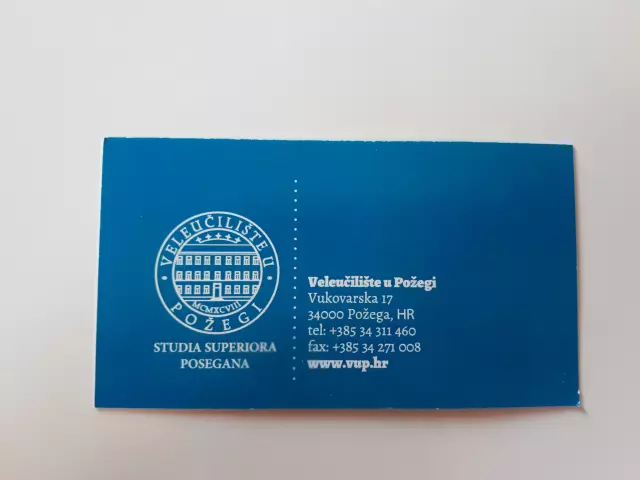 VELEUČILIŠTE U
POŽEGI
MCMXCVIII
STUDIA SUPERIORA
POSEGANA
Veleučilište u Požegi
Vukovarska 17
34000 Požega, HR
tel: +385 34 311 460
fax: +385 34 271 008
www.vup.hr